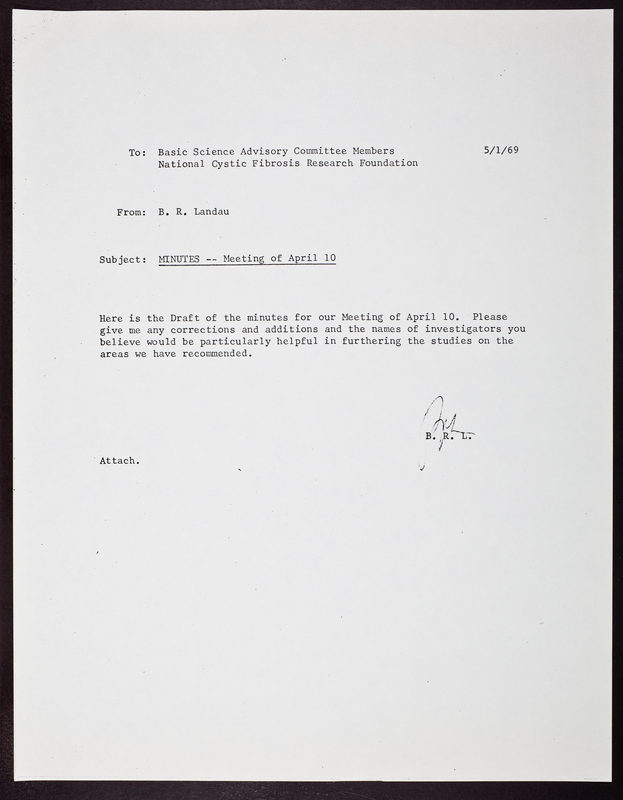 To: Basic Science Advisory Committee Members 5/1/69
National Cystic Fibrosis Research Foundation
From: B. R. Landau
Subject: MINUTES -- Meeting of April 10
Here is the Draft of the minutes for our Meeting of April 10. Please
give me any corrections and additions and the names of investigators you
believe would be particularly helpful in furthering the studies on the
areas we have recommended.
B. R. L.
Attach.